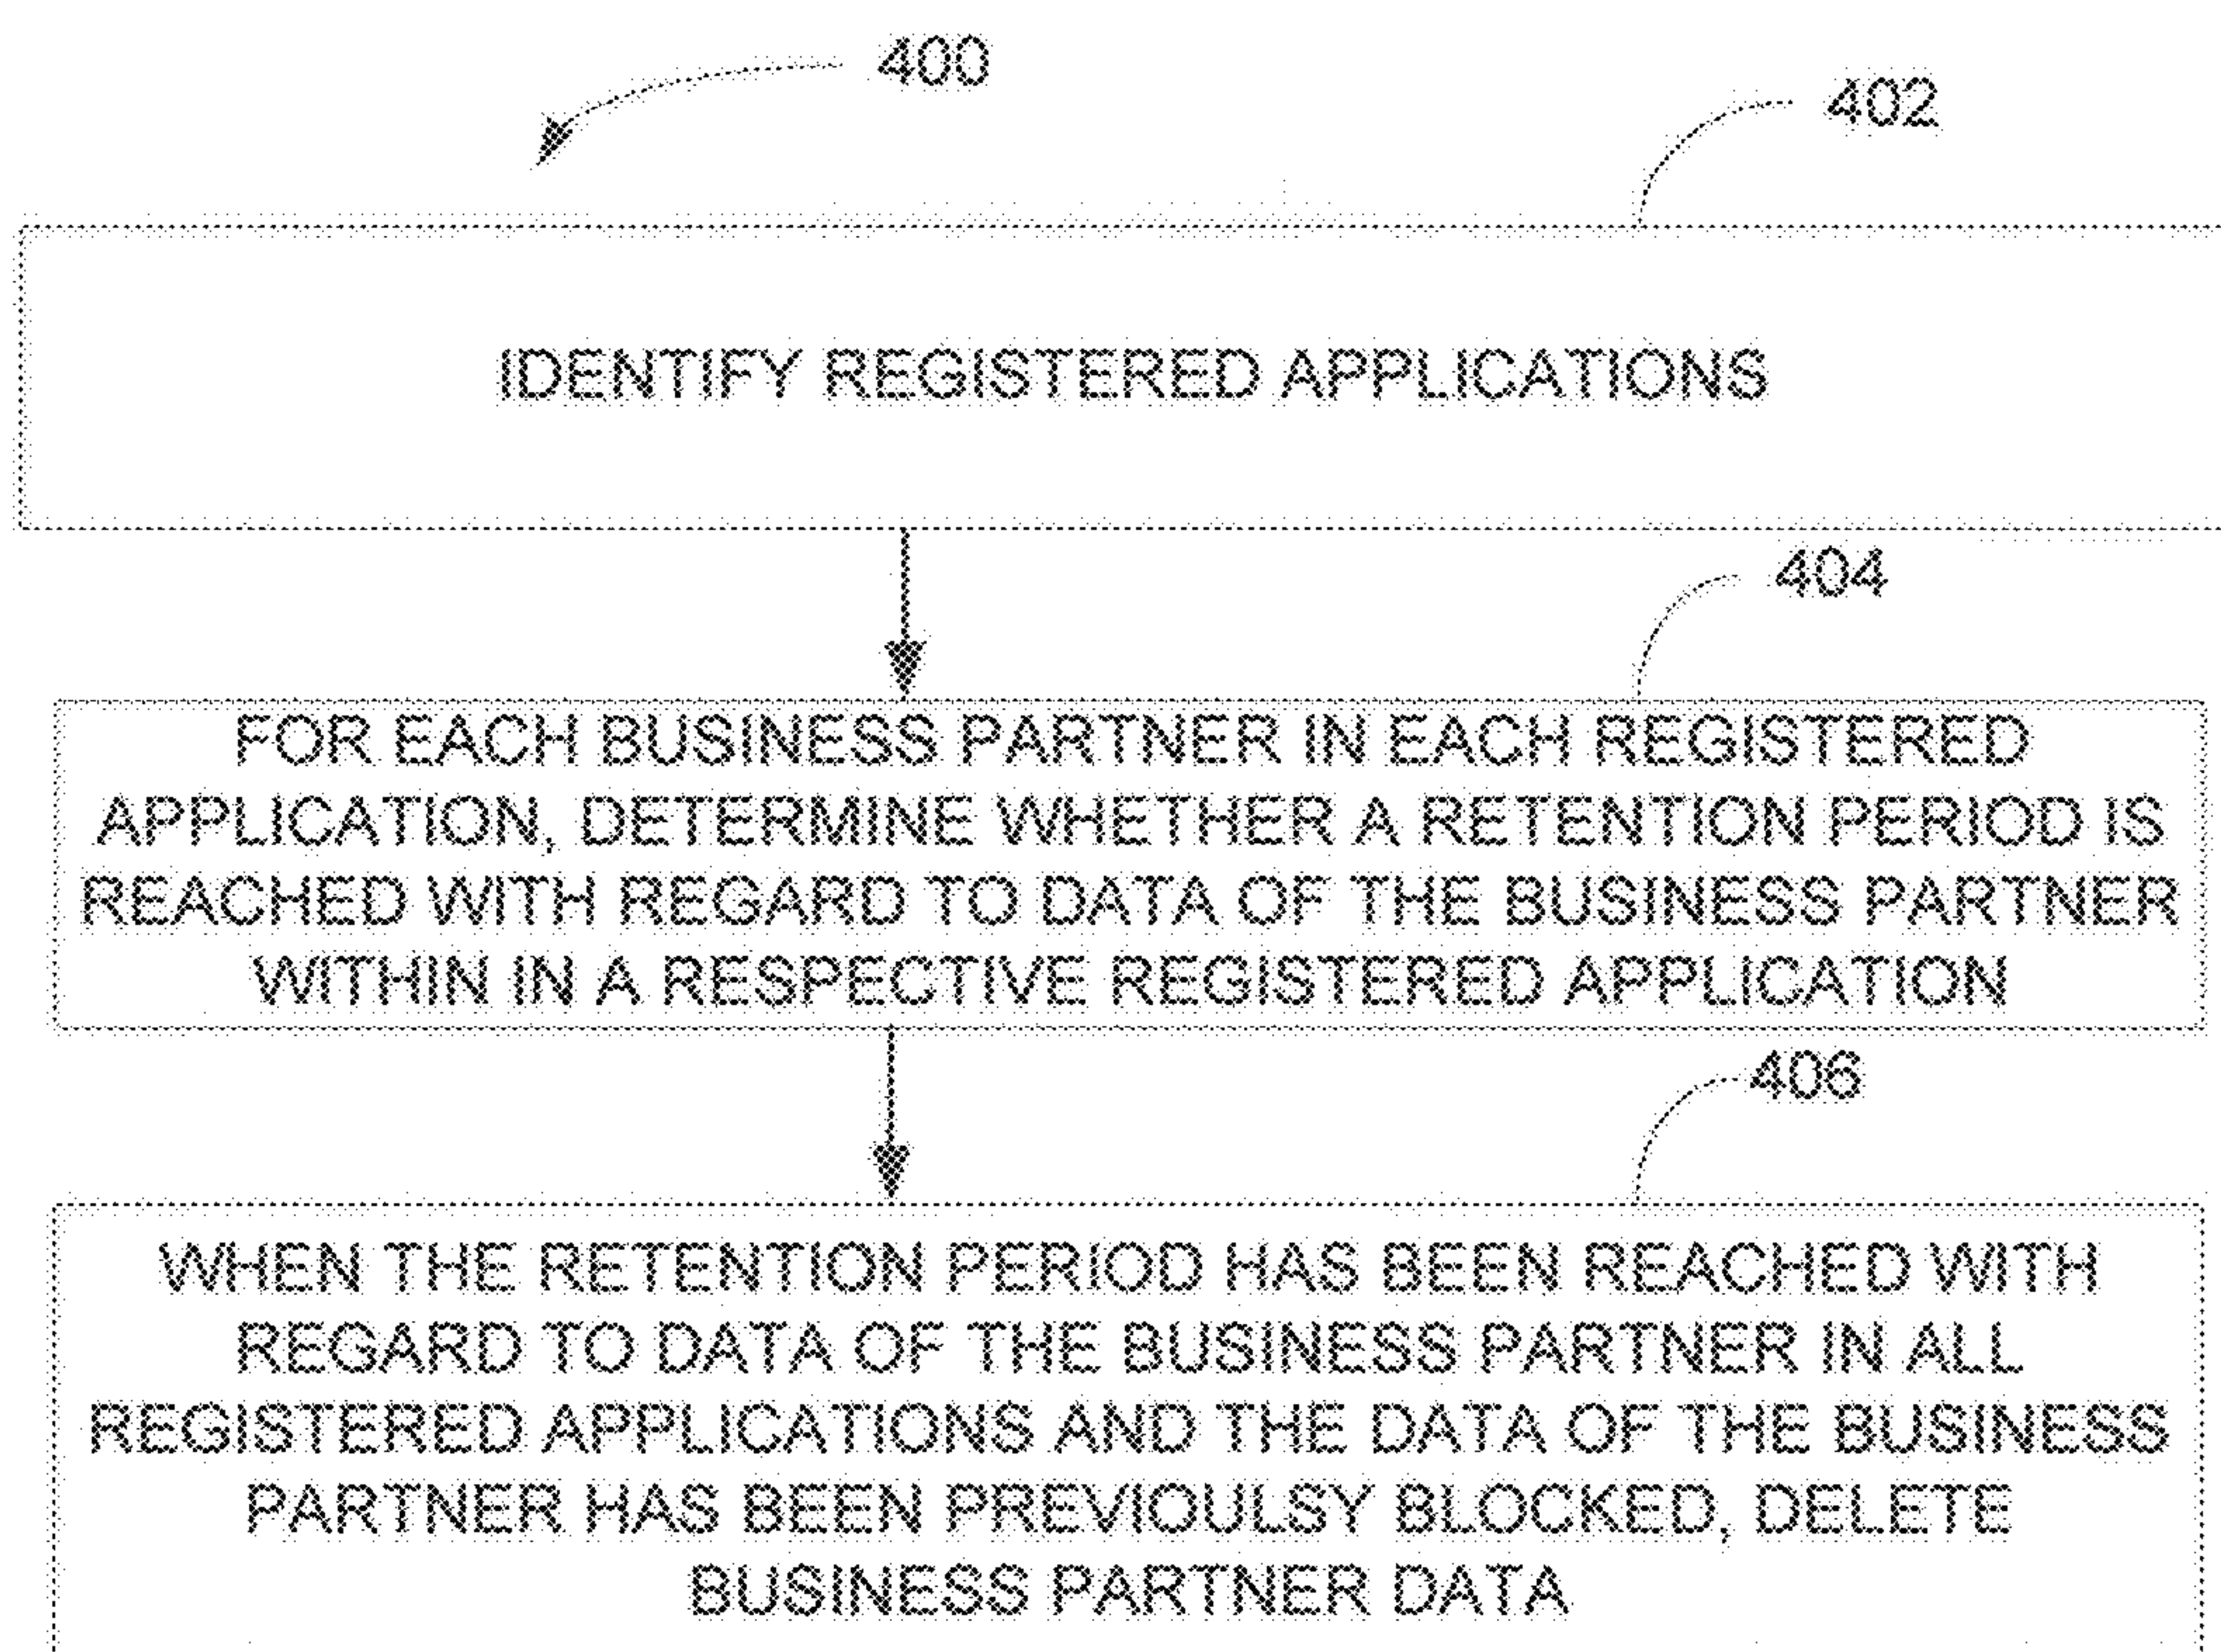 400
402
IDENTIFY REGISTERED APPLICATIONS
404
FOR EACH BUSINESS PARTNER IN EACH REGISTERED
APPLICATION, DETERMINE WHETHER A RETENTION PERIOD IS
REACHED WITH REGARD TO DATA OF THE BUSINESS PARTNER
WITHIN IN A RESPECTIVE REGISTERED APPLICATION
406
WHEN THE RETENTION PERIOD HAS BEEN REACHED WITH
REGARD TO DATA OF THE BUSINESS PARTNER IN ALL
REGISTERED APPLICATIONS AND THE DATA OF THE BUSINESS
PARTNER HAS BEEN PREVIOULSY BLOCKED, DELETE
BUSINESS PARTNER DATA